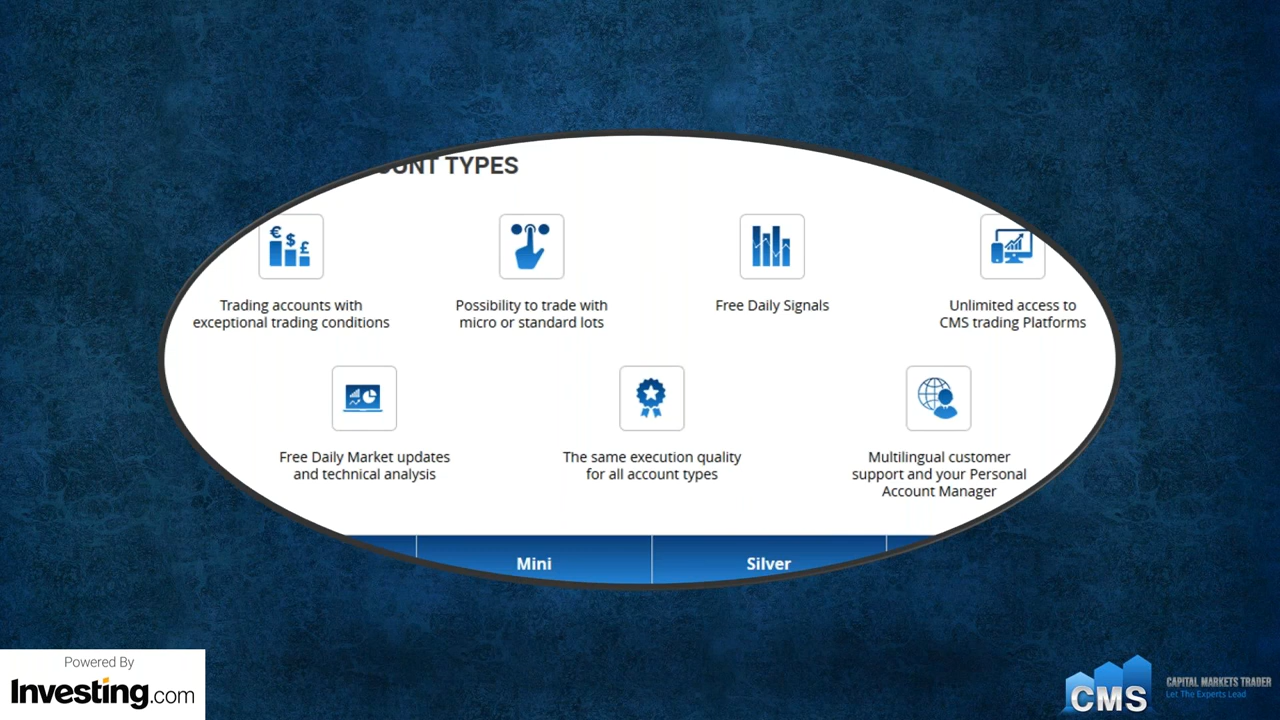 UNT TYPES
€ $ £
Trading accounts with
exceptional trading conditions
Possibility to trade with
micro or standard lots
Free Daily Signals
Unlimited access to
CMS trading Platforms
Free Daily Market updates
and technical analysis
The same execution quality
for all account types
Multilingual customer
support and your Personal
Account Manager
Mini
Silver
Powered By
Investing.com
CMS
CAPITAL MARKETS TRADER
Let The Experts Lead